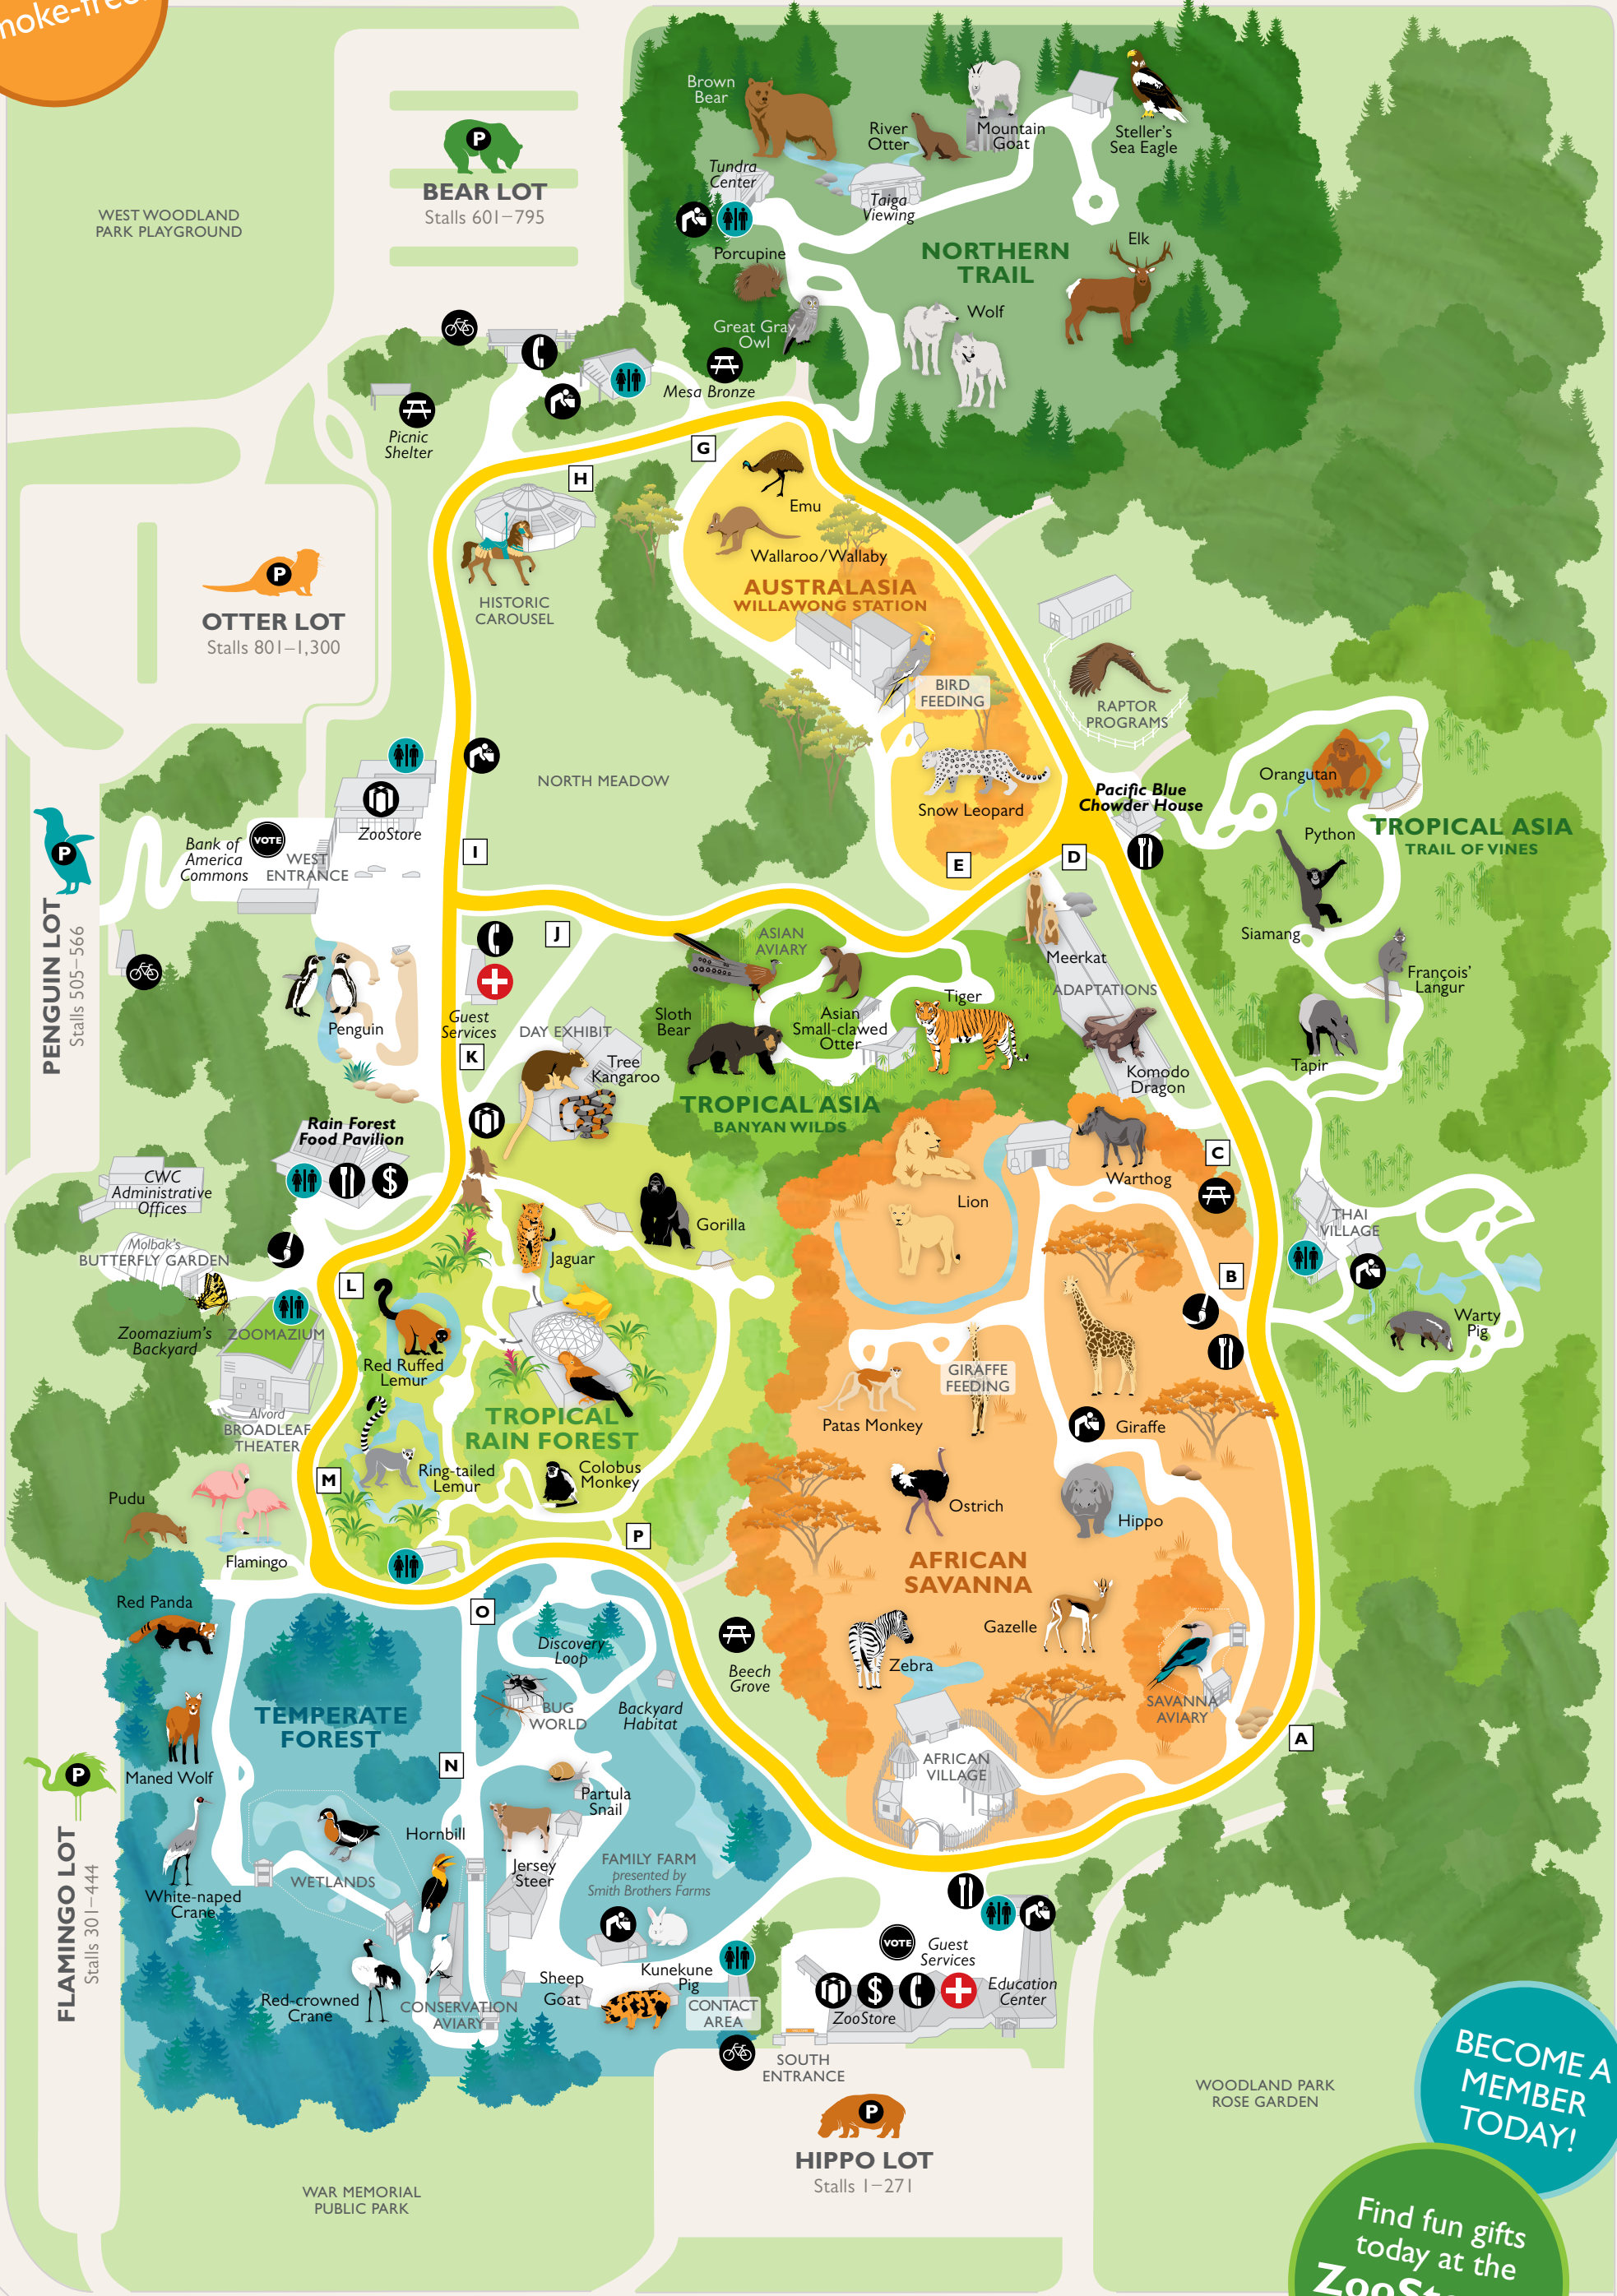 smoke-free
Brown
Bear
River
Otter
Mountain
Goat
Steller's
Sea Eagle
Tundra
Center
Taiga
Viewing
P
BEAR LOT
Stalls 601–795
WEST WOODLAND
PARK PLAYGROUND
NORTHERN
TRAIL
Elk
Porcupine
Wolf
Great Gray
Owl
Mesa Bronze
Picnic
Shelter
G
H
Emu
Wallaroo/Wallaby
AUSTRALASIA
WILLAWONG STATION
HISTORIC
CAROUSEL
P
OTTER LOT
Stalls 801–1,300
BIRD
FEEDING
RAPTOR
PROGRAMS
Snow Leopard
Pacific Blue
Chowder House
Orangutan
Python
TROPICAL ASIA
TRAIL OF VINES
NORTH MEADOW
ZooStore
VOTE
Bank of
America
Commons
WEST
ENTRANCE
I
E
D
P
PENGUIN LOT
Stalls 505–566
J
ASIAN
AVIARY
Siamang
Meerkat
François'
Langur
ADAPTATIONS
Penguin
Guest
Services
K
DAY EXHIBIT
Tree
Kangaroo
Sloth
Bear
Asian
Small-clawed
Otter
Tiger
Tapir
Komodo
Dragon
TROPICAL ASIA
BANYAN WILDS
Rain Forest
Food Pavilion
$
CWC
Administrative
Offices
Lion
Warthog
C
Gorilla
Jaguar
THAI
VILLAGE
Molbak's
BUTTERFLY GARDEN
L
B
Zoomazium's
Backyard
ZOOMAZIUM
Warty
Pig
Red Ruffed
Lemur
GIRAFFE
FEEDING
Patas Monkey
Giraffe
Alvord
BROADLEAF
THEATER
TROPICAL
RAIN FOREST
Ring-tailed
Lemur
Colobus
Monkey
M
Pudu
Flamingo
P
Ostrich
Hippo
AFRICAN
SAVANNA
Red Panda
O
Discovery
Loop
Gazelle
Zebra
Beech
Grove
TEMPERATE
FOREST
BUG
WORLD
Backyard
Habitat
SAVANNA
AVIARY
A
N
AFRICAN
VILLAGE
P
FLAMINGO LOT
Stalls 301–444
Maned Wolf
Partula
Snail
Hornbill
Jersey
Steer
FAMILY FARM
presented by
Smith Brothers Farms
WETLANDS
White-naped
Crane
VOTE
Guest
Services
$
ZooStore
Education
Center
Sheep
Goat
Kunekune
Pig
CONTACT
AREA
Red-crowned
Crane
CONSERVATION
AVIARY
SOUTH
ENTRANCE
P
HIPPO LOT
Stalls 1–271
WOODLAND PARK
ROSE GARDEN
WAR MEMORIAL
PUBLIC PARK
BECOME A
MEMBER
TODAY!
Find fun gifts
today at the